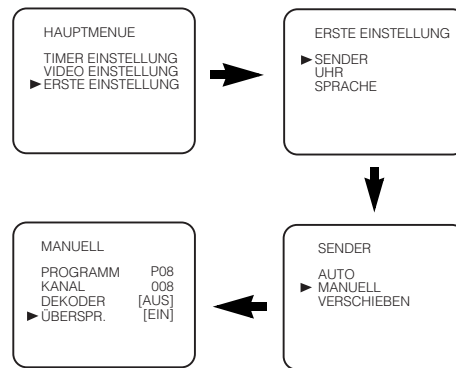 HAUPTMENUE
TIMER EINSTELLUNG
VIDEO EINSTELLUNG
ERSTE EINSTELLUNG
ERSTE EINSTELLUNG
SENDER
UHR
SPRACHE
SENDER
AUTO
MANUELL
VERSCHIEBEN
MANUELL
PROGRAMM P08
KANAL 008
DEKODER [AUS]
ÜBERSPR. [EIN]